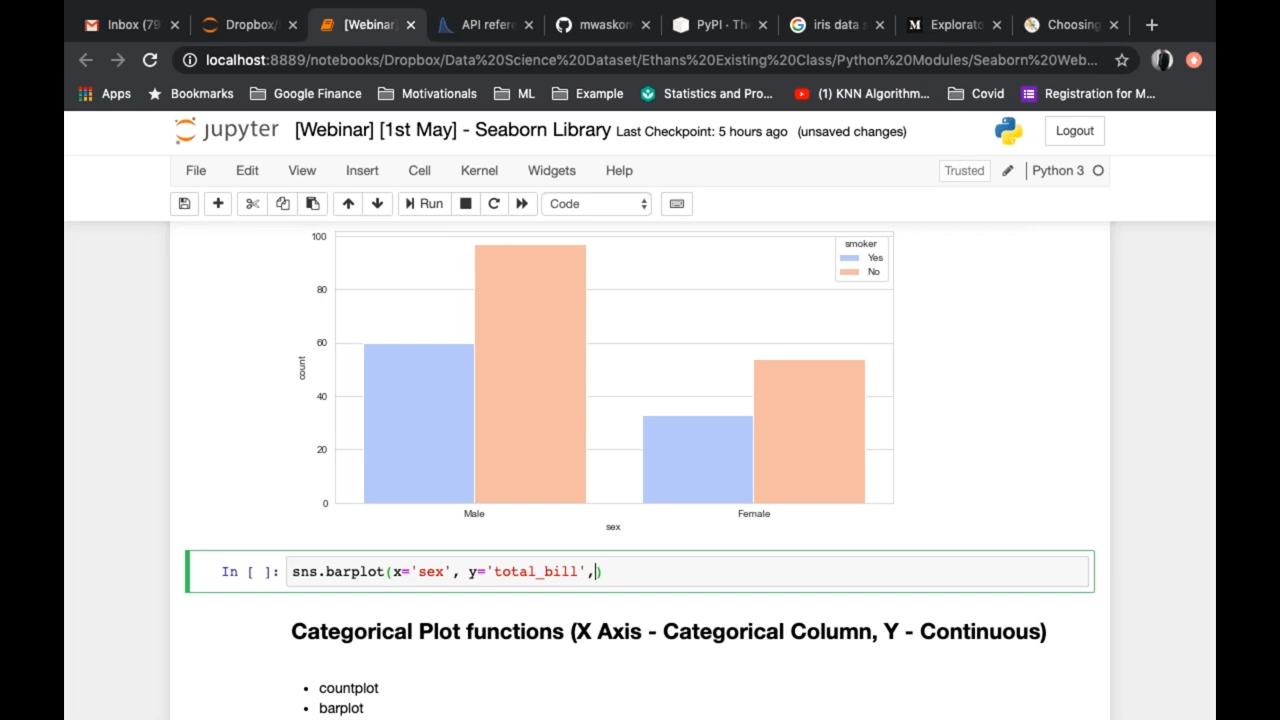 Inbox (79
Dropbox/
[Webinar
API refere
mwaskom
PyPI · The
iris data s
Explorato
Choosing
localhost:8889/notebooks/Dropbox/Data%20Science%20Dataset/Ethans%20Existing%20Class/Python%20Modules/Seaborn%20Web...
Apps Bookmarks Google Finance Motivationals ML Example Statistics and Pro... (1) KNN Algorithm... Covid Registration for M...
jupyter [Webinar] [1st May] - Seaborn Library Last Checkpoint: 5 hours ago (unsaved changes) Logout
File Edit View Insert Cell Kernel Widgets Help Trusted Python 3
Run Code
100
80
60
40
20
0
count
smoker
Yes
No
Male Female
sex
In [ ]: sns.barplot(x='sex', y='total_bill',)
Categorical Plot functions (X Axis - Categorical Column, Y - Continuous)
• countplot
• barplot